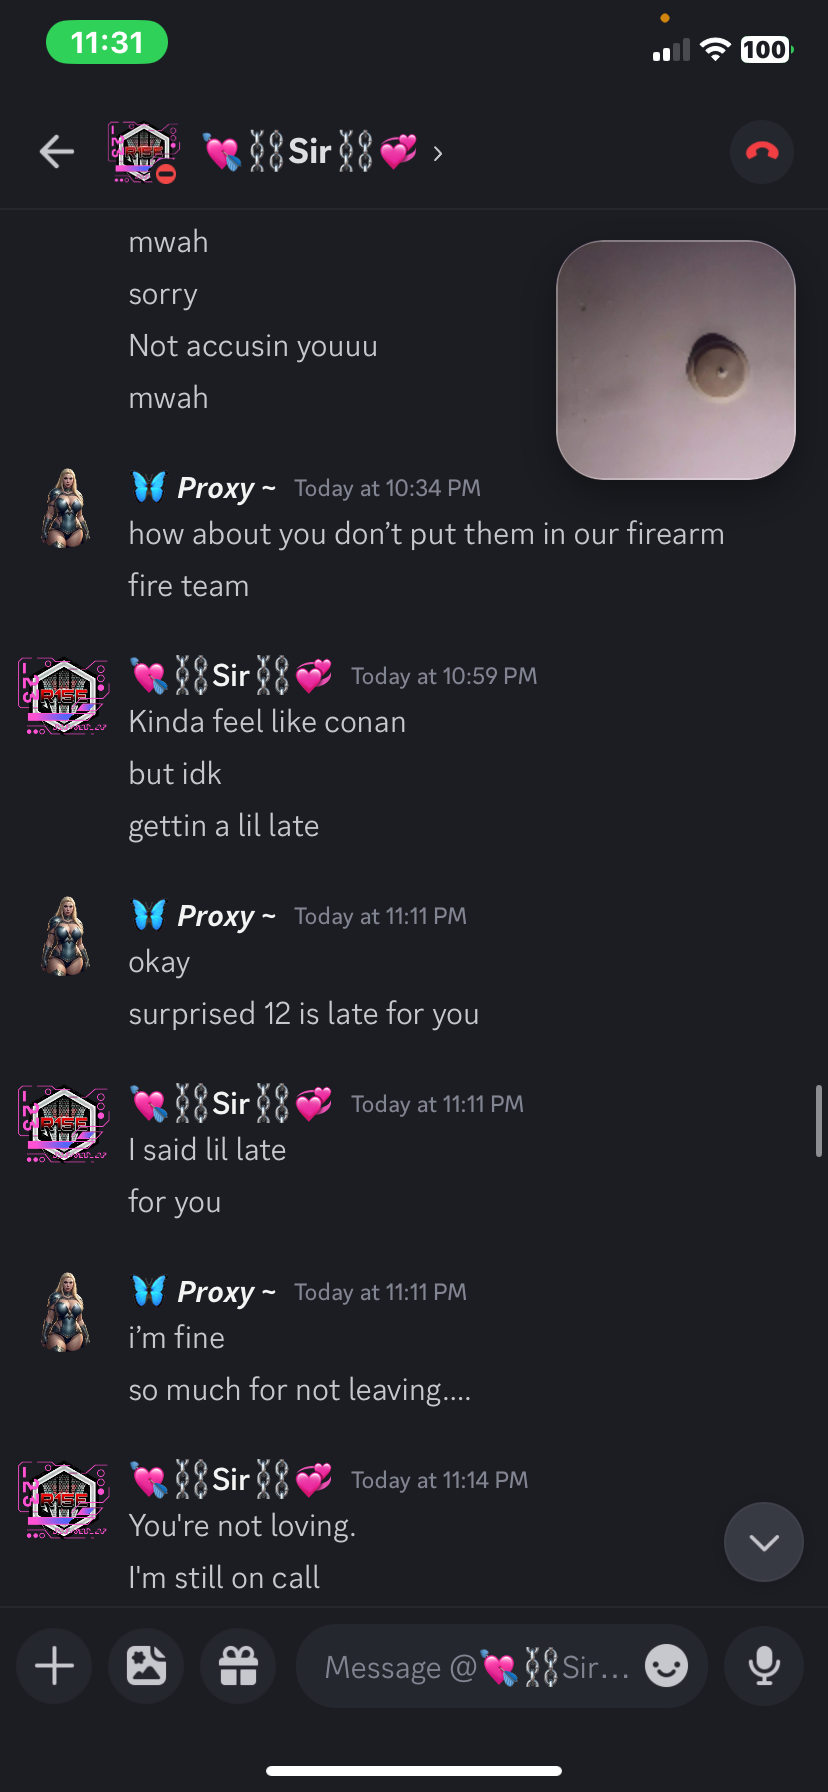 11:31
100
Sir
mwah
sorry
Not accusin youuu
mwah
Proxy ~ Today at 10:34 PM
how about you don’t put them in our firearm
fire team
Sir Today at 10:59 PM
R1SE
Kinda feel like conan
but idk
gettin a lil late
Proxy ~ Today at 11:11 PM
okay
surprised 12 is late for you
Sir Today at 11:11 PM
R1SE
I said lil late
for you
Proxy ~ Today at 11:11 PM
i’m fine
so much for not leaving....
Sir Today at 11:14 PM
R1SE
You're not loving.
I'm still on call
Message @💘⛓️Sir...